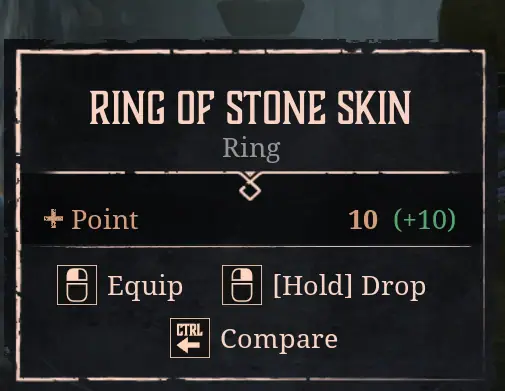 RING OF STONE SKIN
Ring
Point 10 (+10)
Equip [Hold] Drop
CTRL Compare